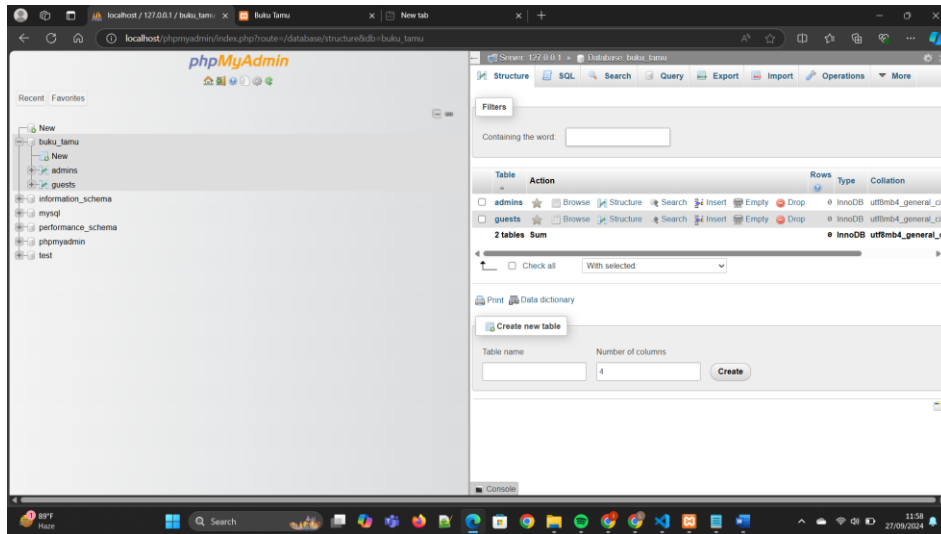 localhost / 127.0.0.1 / buku_tamu
Buku Tamu
New tab
localhost/phpmyadmin/index.php?route=/database/structure&db=buku_tamu
phpMyAdmin
Recent Favorites
New
buku_tamu
New
admins
guests
information_schema
mysql
performance_schema
phpmyadmin
test
Server: 127.0.0.1 » Database: buku_tamu
Structure SQL Search Query Export Import Operations More
Filters
Containing the word:
Table Action Rows Type Collation
admins Browse Structure Search Insert Empty Drop 0 InnoDB utf8mb4_general_ci
guests Browse Structure Search Insert Empty Drop 0 InnoDB utf8mb4_general_ci
2 tables Sum 0 InnoDB utf8mb4_general_c
Check all With selected:
Print Data dictionary
Create new table
Table name Number of columns
4 Create
Console
1
89°F
Haze
Search
11:58
27/09/2024